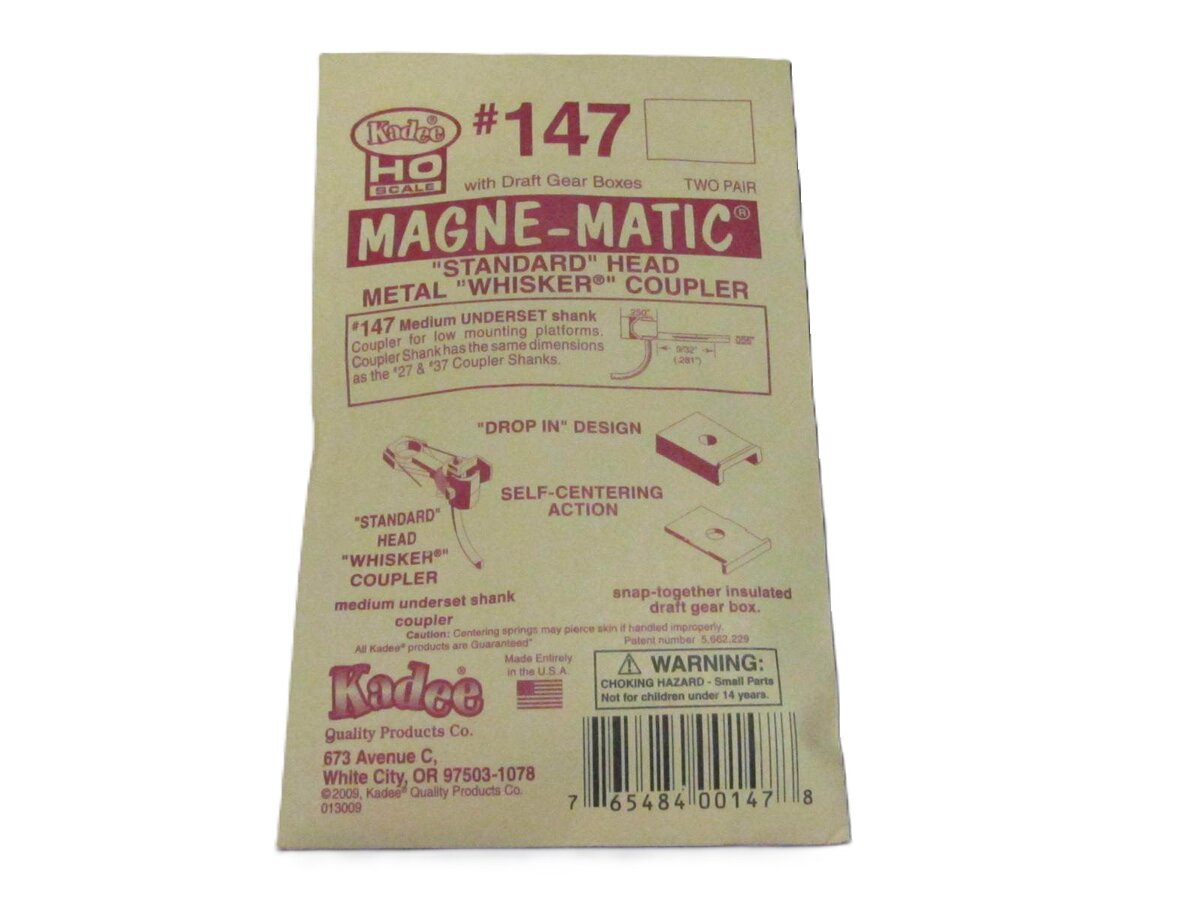 Kadee®
HO
SCALE
#147
with Draft Gear Boxes
TWO PAIR
MAGNE-MATIC®
"STANDARD" HEAD
METAL "WHISKER®" COUPLER
#147 Medium UNDERSET shank
Coupler for low mounting platforms.
Coupler Shank has the same dimensions
as the #27 & #37 Coupler Shanks.
.250"
.056"
9/32"
(.281")
"DROP IN" DESIGN
SELF-CENTERING
ACTION
"STANDARD"
HEAD
"WHISKER®"
COUPLER
medium underset shank
coupler
snap-together insulated
draft gear box.
Caution: Centering springs may pierce skin if handled improperly.
All Kadee® products are Guaranteed"
Patent number 5,662,229
Kadee®
Quality Products Co.
Made Entirely
in the U.S.A.
WARNING:
CHOKING HAZARD - Small Parts
Not for children under 14 years.
673 Avenue C,
White City, OR 97503-1078
©2009, Kadee® Quality Products Co.
013009
7 65484 00147 8